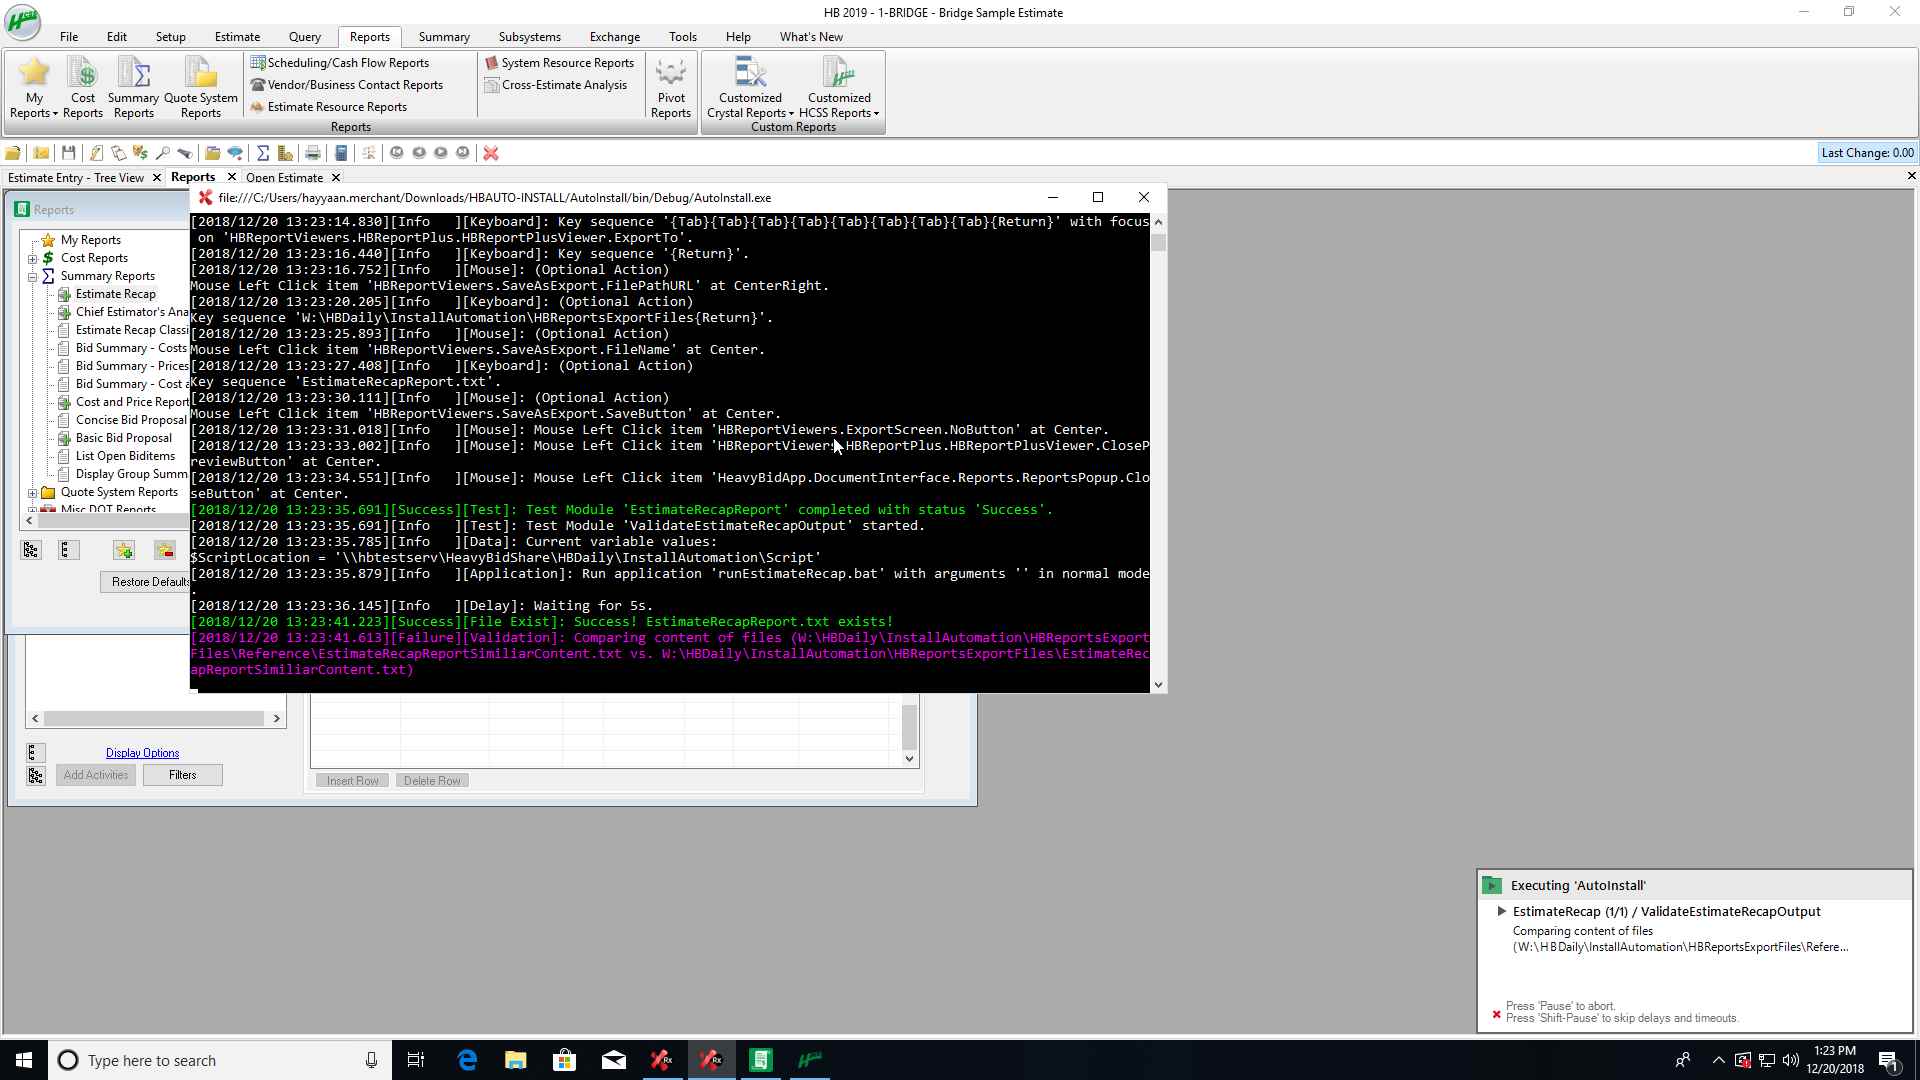 HB 2019 - 1-BRIDGE - Bridge Sample Estimate
File Edit Setup Estimate Query Reports Summary Subsystems Exchange Tools Help What's New
My Reports
Cost Reports
Summary Reports
Quote System Reports
Scheduling/Cash Flow Reports
Vendor/Business Contact Reports
Estimate Resource Reports
System Resource Reports
Cross-Estimate Analysis
Pivot Reports
Customized Crystal Reports
Customized HCSS Reports
Reports
Custom Reports
Last Change: 0.00
Estimate Entry - Tree View
Reports
Open Estimate
Reports
My Reports
Cost Reports
Summary Reports
Estimate Recap
Chief Estimator's Ana
Estimate Recap Classi
Bid Summary - Costs
Bid Summary - Prices
Bid Summary - Cost a
Cost and Price Report
Concise Bid Proposal
Basic Bid Proposal
List Open Biditems
Display Group Summ
Quote System Reports
Misc DOT Reports
Restore Defaults
file:///C:/Users/hayyaan.merchant/Downloads/HBAUTO-INSTALL/AutoInstall/bin/Debug/AutoInstall.exe
[2018/12/20 13:23:14.830][Info   ][Keyboard]: Key sequence '{Tab}{Tab}{Tab}{Tab}{Tab}{Tab}{Tab}{Tab}{Return}' with focus
on 'HBReportViewers.HBReportPlus.HBReportPlusViewer.ExportTo'.
[2018/12/20 13:23:16.440][Info   ][Keyboard]: Key sequence '{Return}'.
[2018/12/20 13:23:16.752][Info   ][Mouse]: (Optional Action)
Mouse Left Click item 'HBReportViewers.SaveAsExport.FilePathURL' at CenterRight.
[2018/12/20 13:23:20.205][Info   ][Keyboard]: (Optional Action)
Key sequence 'W:\HBDaily\InstallAutomation\HBReportsExportFiles{Return}'.
[2018/12/20 13:23:25.893][Info   ][Mouse]: (Optional Action)
Mouse Left Click item 'HBReportViewers.SaveAsExport.FileName' at Center.
[2018/12/20 13:23:27.408][Info   ][Keyboard]: (Optional Action)
Key sequence 'EstimateRecapReport.txt'.
[2018/12/20 13:23:30.111][Info   ][Mouse]: (Optional Action)
Mouse Left Click item 'HBReportViewers.SaveAsExport.SaveButton' at Center.
[2018/12/20 13:23:31.018][Info   ][Mouse]: Mouse Left Click item 'HBReportViewers.ExportScreen.NoButton' at Center.
[2018/12/20 13:23:33.002][Info   ][Mouse]: Mouse Left Click item 'HBReportViewers.HBReportPlus.HBReportPlusViewer.CloseP
reviewButton' at Center.
[2018/12/20 13:23:34.551][Info   ][Mouse]: Mouse Left Click item 'HeavyBidApp.DocumentInterface.Reports.ReportsPopup.Clo
seButton' at Center.
[2018/12/20 13:23:35.691][Success][Test]: Test Module 'EstimateRecapReport' completed with status 'Success'.
[2018/12/20 13:23:35.691][Info   ][Test]: Test Module 'ValidateEstimateRecapOutput' started.
[2018/12/20 13:23:35.785][Info   ][Data]: Current variable values:
$ScriptLocation = '\\hbtestserv\HeavyBidShare\HBDaily\InstallAutomation\Script'
[2018/12/20 13:23:35.879][Info   ][Application]: Run application 'runEstimateRecap.bat' with arguments '' in normal mode
.
[2018/12/20 13:23:36.145][Info   ][Delay]: Waiting for 5s.
[2018/12/20 13:23:41.223][Success][File Exist]: Success! EstimateRecapReport.txt exists!
[2018/12/20 13:23:41.613][Failure][Validation]: Comparing content of files (W:\HBDaily\InstallAutomation\HBReportsExport
Files\Reference\EstimateRecapReportSimiliarContent.txt vs. W:\HBDaily\InstallAutomation\HBReportsExportFiles\EstimateRec
apReportSimiliarContent.txt)
Display Options
Add Activities
Filters
Insert Row
Delete Row
Executing 'AutoInstall'
EstimateRecap (1/1) / ValidateEstimateRecapOutput
Comparing content of files
(W:\HBDaily\InstallAutomation\HBReportsExportFiles\Refere...
Press 'Pause' to abort.
Press 'Shift-Pause' to skip delays and timeouts.
Type here to search
1:23 PM
12/20/2018
1